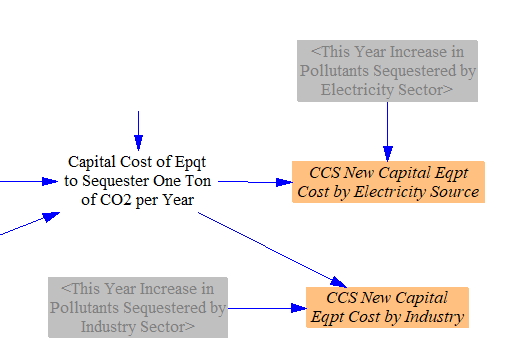 <This Year Increase in
Pollutants Sequestered by
Electricity Sector>
Capital Cost of Epqt
to Sequester One Ton
of CO2 per Year
CCS New Capital Eqpt
Cost by Electricity Source
<This Year Increase in
Pollutants Sequestered by
Industry Sector>
CCS New Capital
Eqpt Cost by Industry